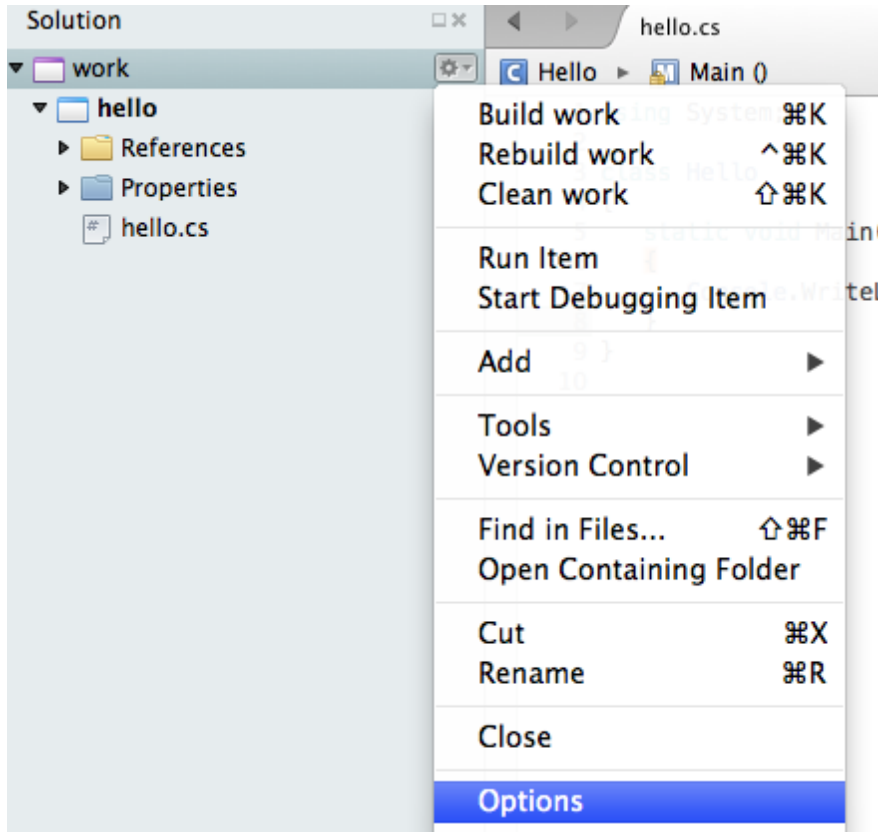 Solution
hello.cs
work
Hello ▸ Main ()
hello
References
Properties
hello.cs
Build work ⌘K
Rebuild work ^⌘K
Clean work ⇧⌘K
Run Item
Start Debugging Item
Add ▶
Tools ▶
Version Control ▶
Find in Files... ⇧⌘F
Open Containing Folder
Cut ⌘X
Rename ⌘R
Close
Options